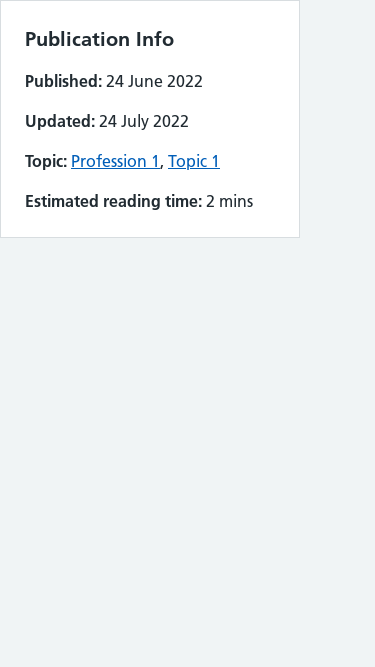 Publication Info
Published: 24 June 2022
Updated: 24 July 2022
Topic: Profession 1, Topic 1
Estimated reading time: 2 mins